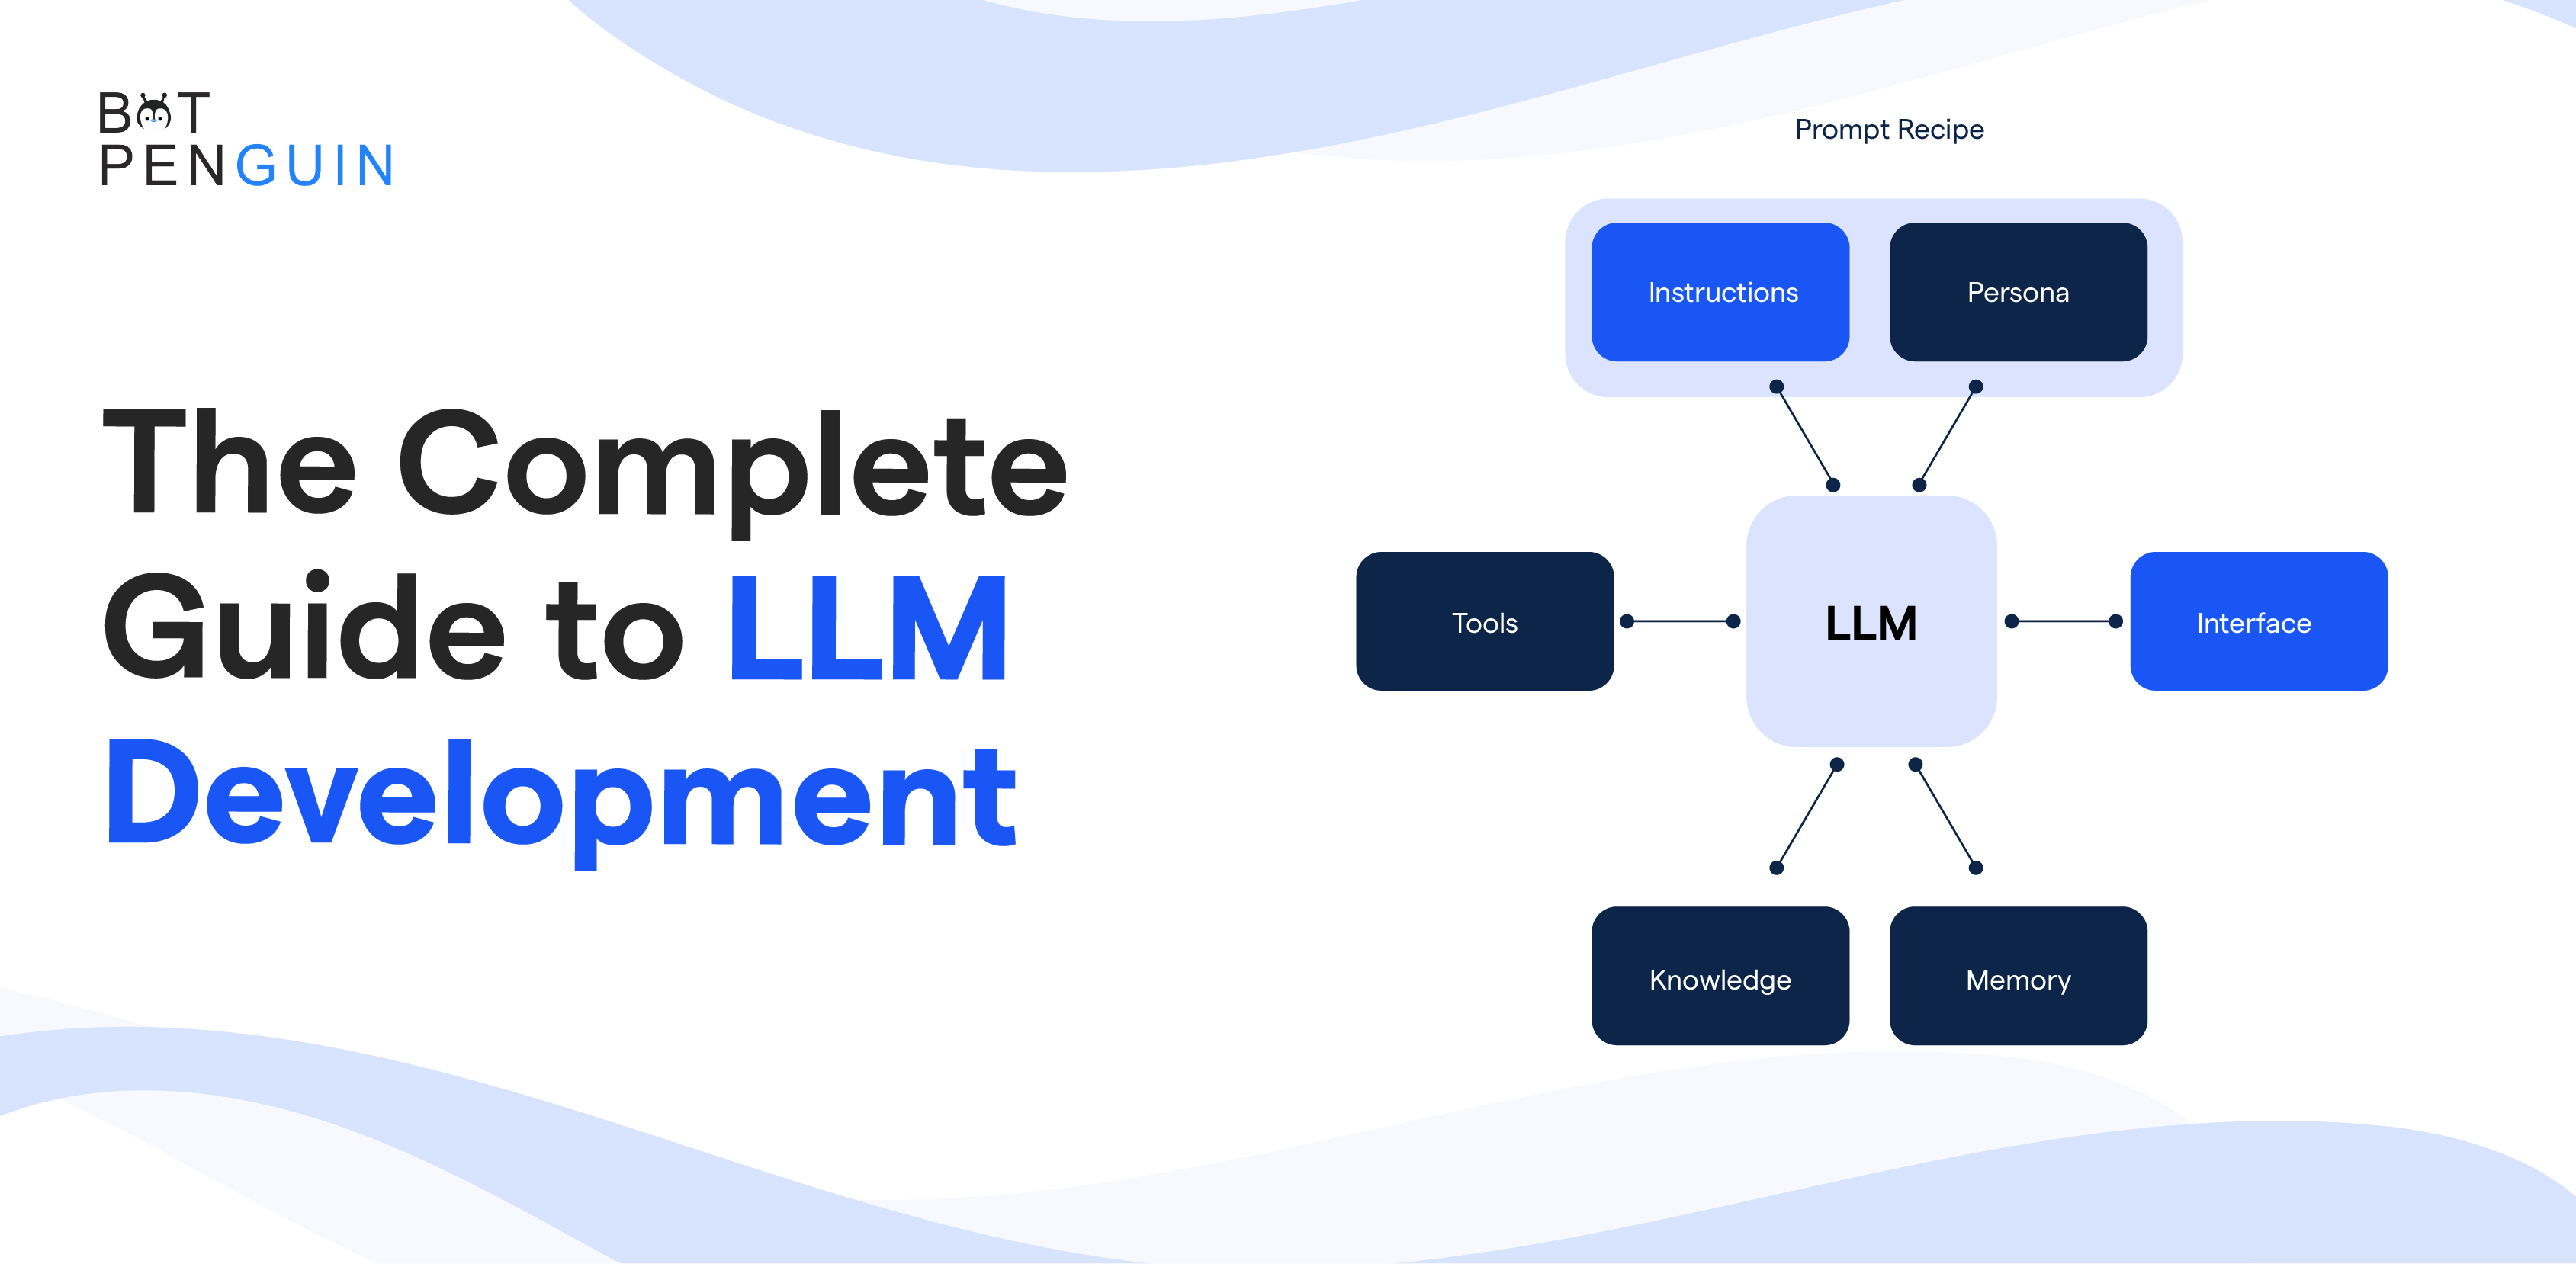 BOT
PENGUIN
The Complete
Guide to LLM
Development
Prompt Recipe
Instructions
Persona
Tools
LLM
Interface
Knowledge
Memory